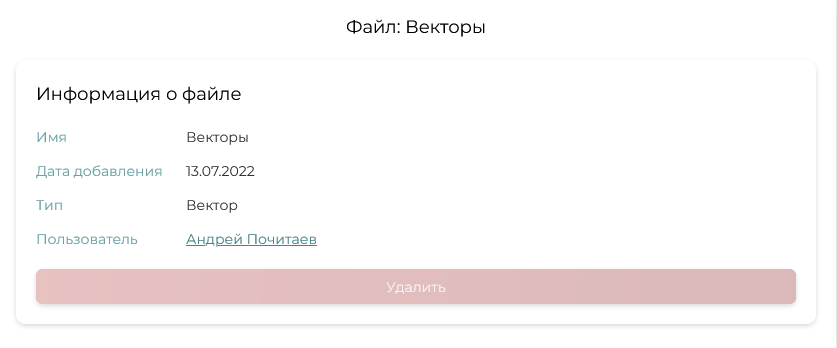 Файл: Векторы
Информация о файле
Имя Векторы
Дата добавления 13.07.2022
Тип Вектор
Пользователь Андрей Почитаев
Удалить